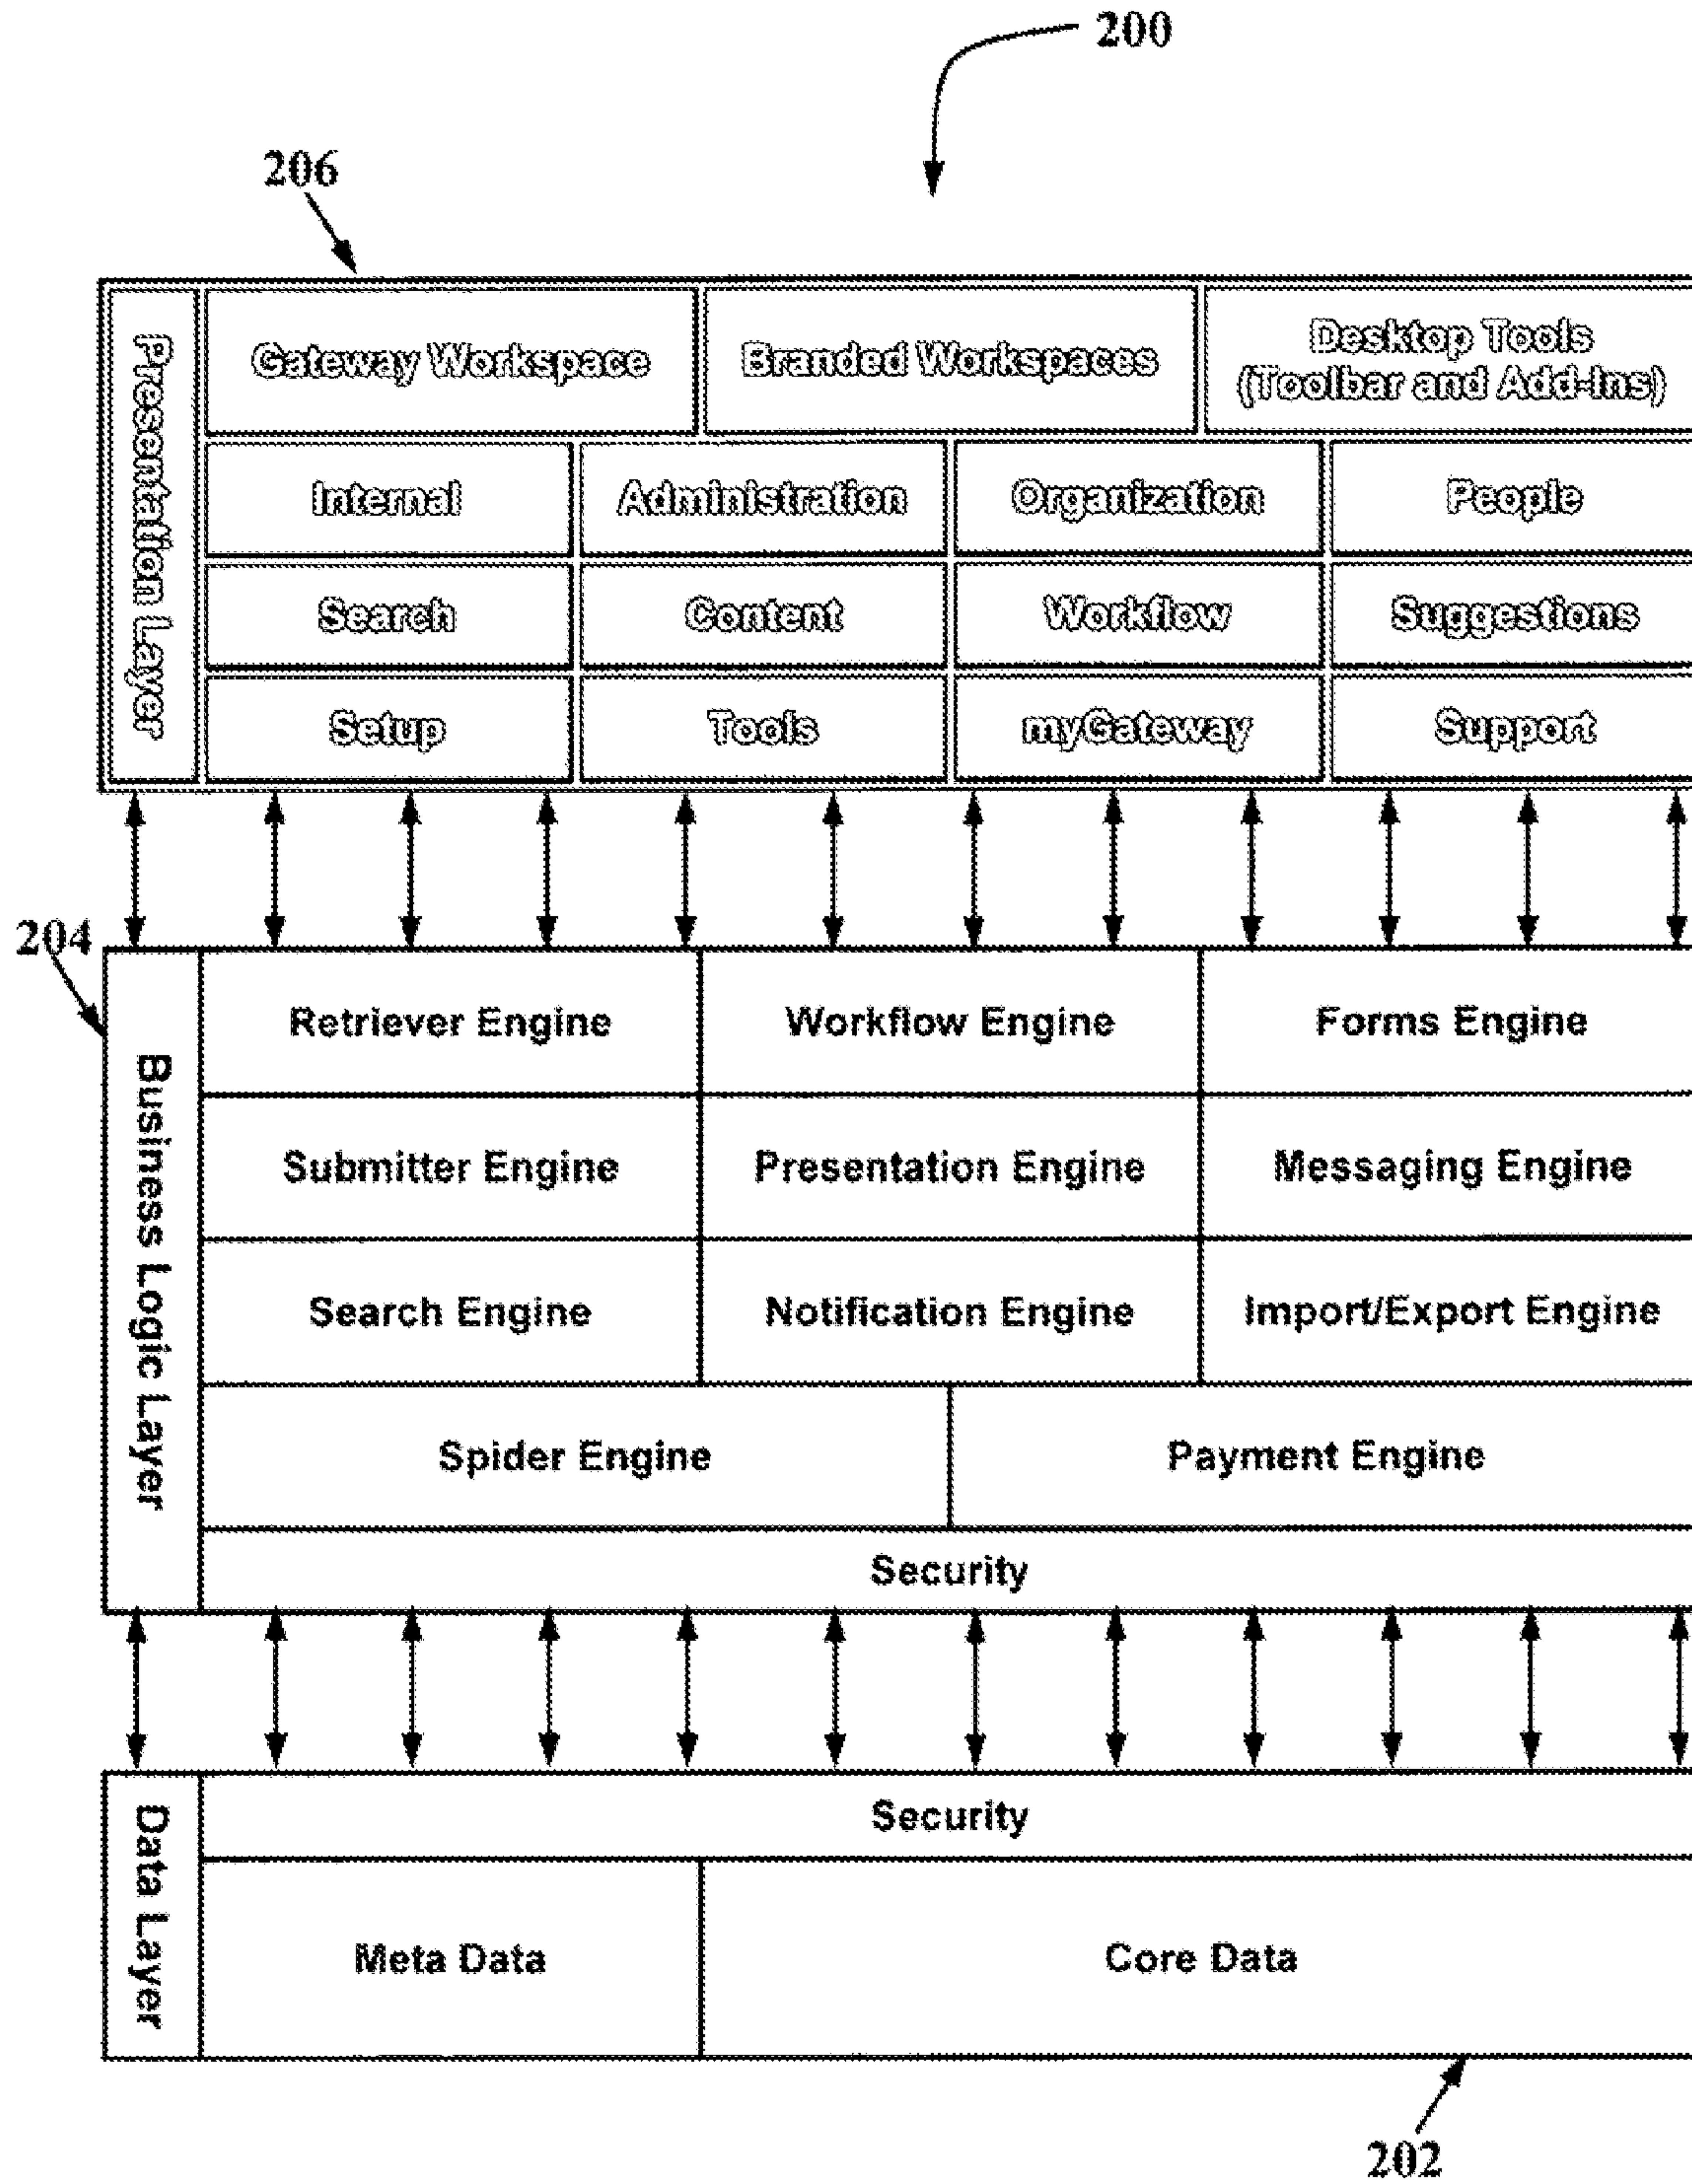 200
206
Presentation Layer
Gateway Workspace
Branded Workspaces
Desktop Tools
(Toolbar and Add-Ins)
Internal
Administration
Organization
People
Search
Content
Workflow
Suggestions
Setup
Tools
myGateway
Support
204
Business Logic Layer
Retriever Engine
Workflow Engine
Forms Engine
Submitter Engine
Presentation Engine
Messaging Engine
Search Engine
Notification Engine
Import/Export Engine
Spider Engine
Payment Engine
Security
Data Layer
Security
Meta Data
Core Data
202